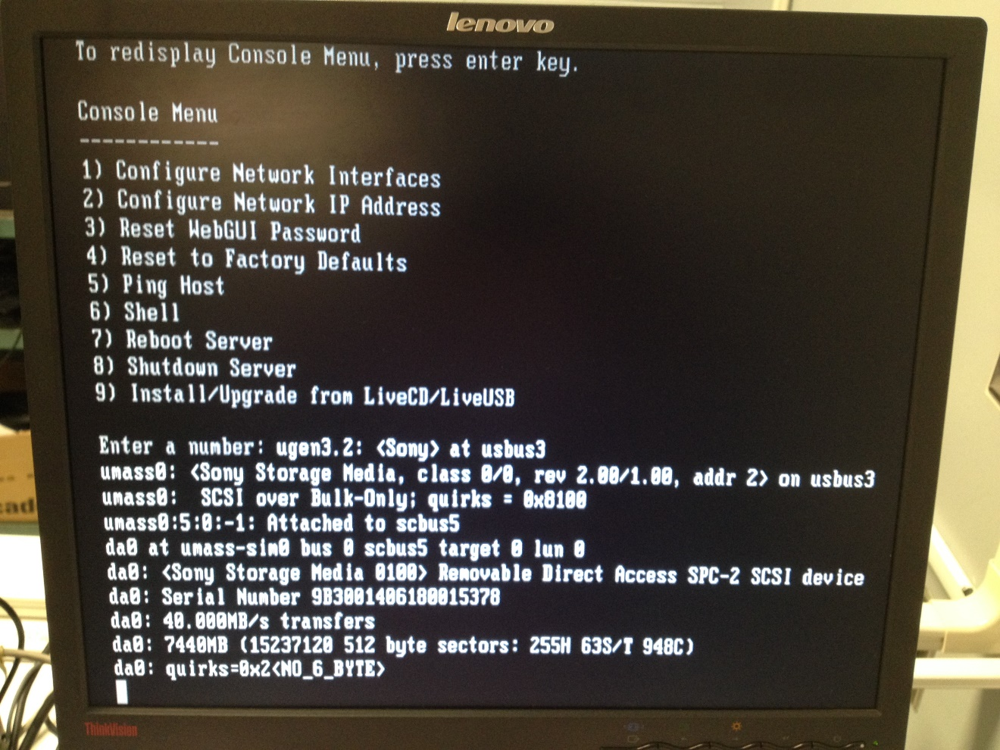 lenovo
To redisplay Console Menu, press enter key.
Console Menu
------------
1) Configure Network Interfaces
2) Configure Network IP Address
3) Reset WebGUI Password
4) Reset to Factory Defaults
5) Ping Host
6) Shell
7) Reboot Server
8) Shutdown Server
9) Install/Upgrade from LiveCD/LiveUSB
Enter a number: ugen3.2: <Sony> at usbus3
umass0: <Sony Storage Media, class 0/0, rev 2.00/1.00, addr 2> on usbus3
umass0:  SCSI over Bulk-Only; quirks = 0x8100
umass0:5:0:-1: Attached to scbus5
da0 at umass-sim0 bus 0 scbus5 target 0 lun 0
da0: <Sony Storage Media 0100> Removable Direct Access SPC-2 SCSI device
da0: Serial Number 9B3001406180015378
da0: 40.000MB/s transfers
da0: 7440MB (15237120 512 byte sectors: 255H 63S/T 948C)
da0: quirks=0x2<NO_6_BYTE>
ThinkVision